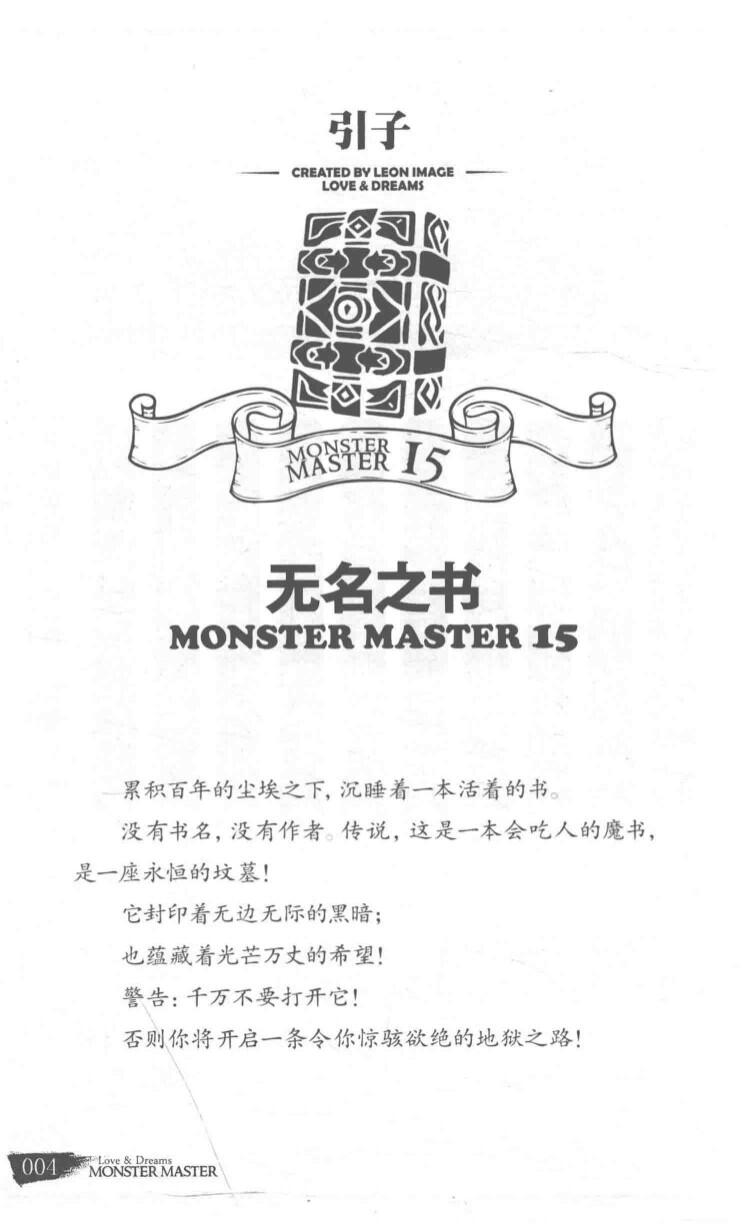 引子
CREATED BY LEON IMAGE
LOVE & DREAMS
MONSTER
MASTER 15
无名之书
MONSTER MASTER 15
累积百年的尘埃之下，沉睡着一本活着的书。
没有书名，没有作者。传说，这是一本会吃人的魔书，
是一座永恒的坟墓！
它封印着无边无际的黑暗；
也蕴藏着光芒万丈的希望！
警告：千万不要打开它！
否则你将开启一条令你惊骇欲绝的地狱之路！
004
Love & Dreams
MONSTER MASTER